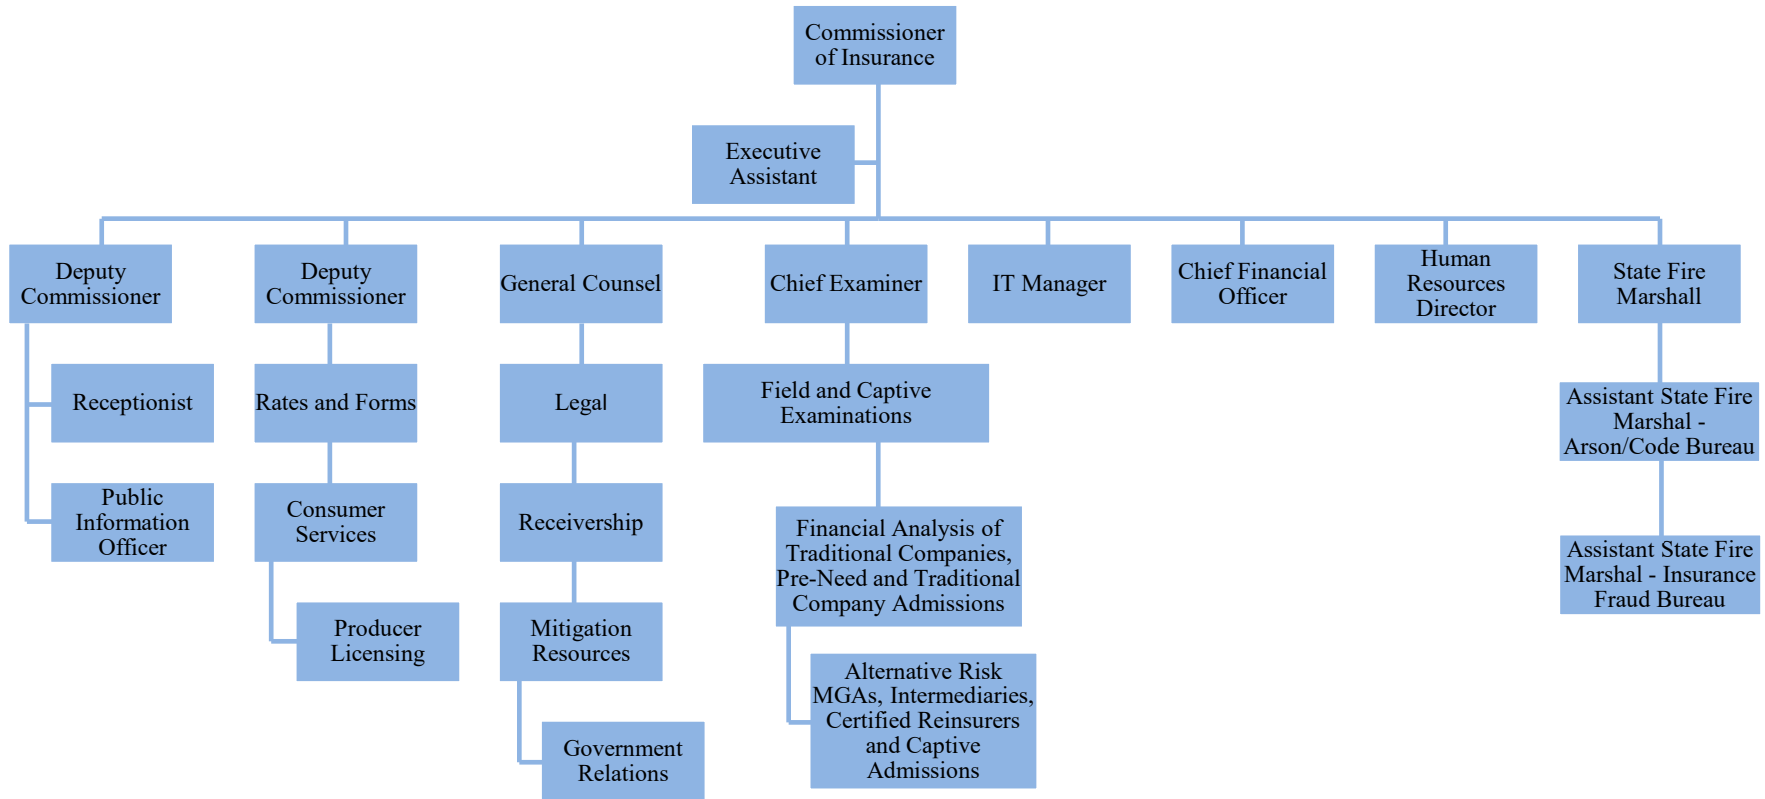 Commissioner
of Insurance
Executive
Assistant
Deputy
Commissioner
Deputy
Commissioner
General Counsel
Chief Examiner
IT Manager
Chief Financial
Officer
Human
Resources
Director
State Fire
Marshall
Receptionist
Rates and Forms
Legal
Field and Captive
Examinations
Assistant State Fire
Marshal -
Arson/Code Bureau
Public
Information
Officer
Consumer
Services
Receivership
Financial Analysis of
Traditional Companies,
Pre-Need and Traditional
Company Admissions
Assistant State Fire
Marshal - Insurance
Fraud Bureau
Producer
Licensing
Mitigation
Resources
Alternative Risk
MGAs, Intermediaries,
Certified Reinsurers
and Captive
Admissions
Government
Relations